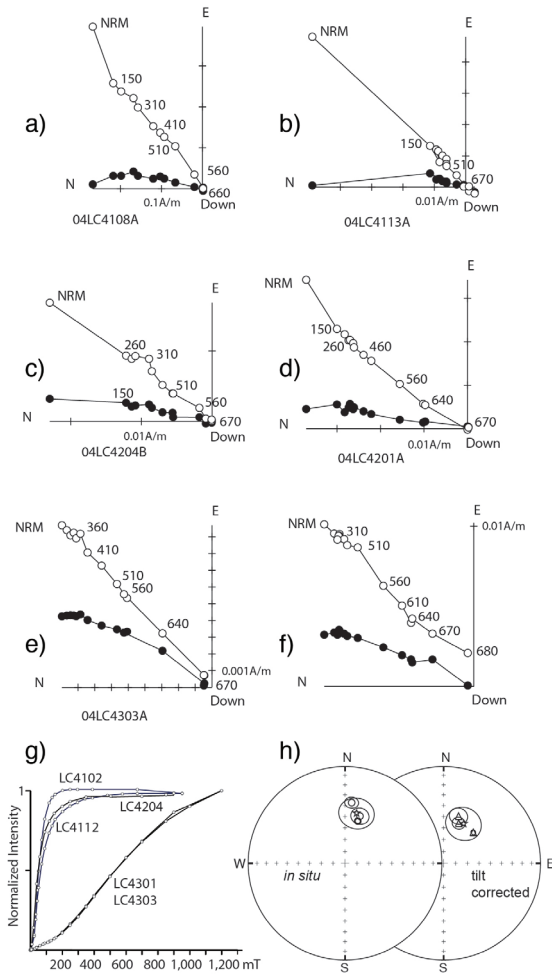 E
NRM
150
310
a)
410
510
560
N
660
0.1A/m
Down
04LC4108A
E
NRM
b)
150
510
670
N
0.01A/m
Down
04LC4113A
E
NRM
260
310
c)
150
510
560
N
670
0.01A/m
Down
04LC4204B
E
NRM
150
260
460
d)
560
640
N
670
0.01A/m
Down
04LC4201A
E
NRM
360
410
510
560
e)
640
0.001A/m
N
670
Down
04LC4303A
E
NRM
0.01A/m
310
510
560
610
640
f)
670
680
N
Down
g)
1
LC4102
LC4204
LC4112
LC4301
LC4303
Normalized Intensity
200 400 600 800 1,000 1,200 mT
h)
N N
W E
in situ
tilt
corrected
S S